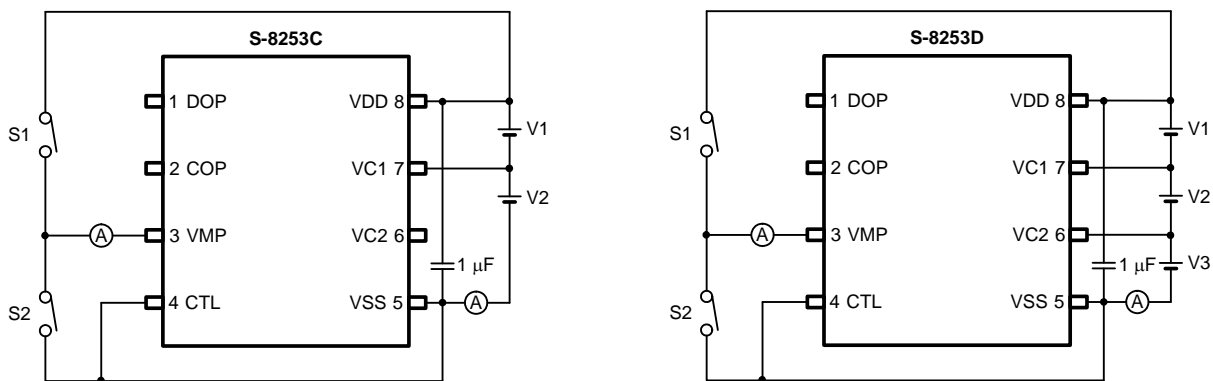 S-8253C
1 DOP
VDD 8
S1
V1
2 COP
VC1 7
V2
A
3 VMP
VC2 6
1 μF
S2
4 CTL
VSS 5
A
S-8253D
1 DOP
VDD 8
S1
V1
2 COP
VC1 7
V2
A
3 VMP
VC2 6
1 μF
V3
S2
4 CTL
VSS 5
A